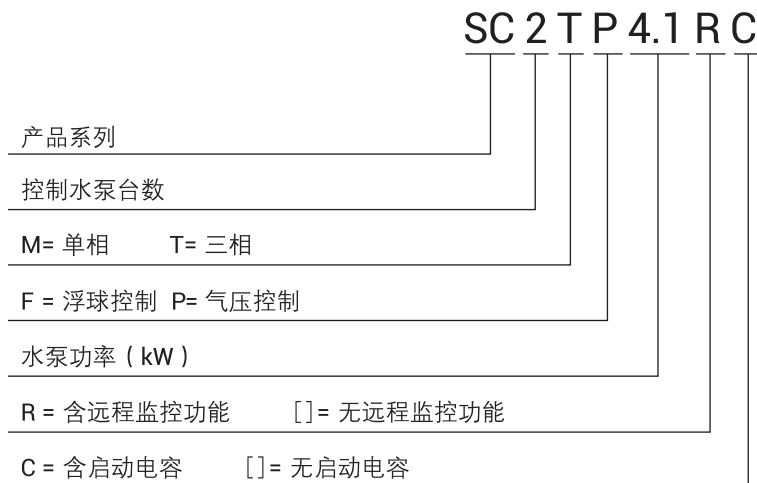 SC 2 T P 4.1 R C
产品系列
控制水泵台数
M= 单相 T= 三相
F = 浮球控制 P= 气压控制
水泵功率 ( kW )
R = 含远程监控功能 []= 无远程监控功能
C = 含启动电容 []= 无启动电容